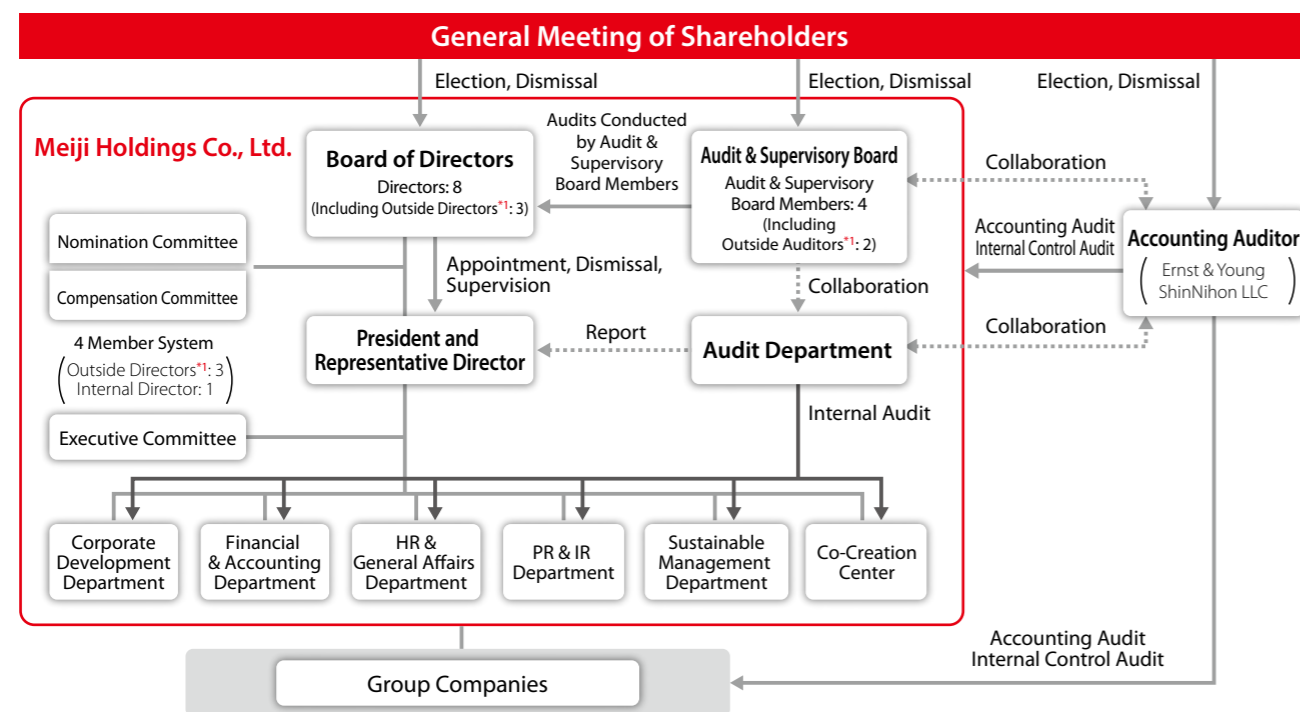 General Meeting of Shareholders
Election, Dismissal
Election, Dismissal
Election, Dismissal
Meiji Holdings Co., Ltd.
Board of Directors
Directors: 8
(Including Outside Directors*1: 3)
Audits Conducted
by Audit &
Supervisory
Board Members
Audit & Supervisory Board
Audit & Supervisory
Board Members: 4
(Including
Outside Auditors*1: 2)
Collaboration
Accounting Audit
Internal Control Audit
Accounting Auditor
(Ernst & Young
ShinNihon LLC)
Nomination Committee
Compensation Committee
4 Member System
(Outside Directors*1: 3
Internal Director: 1)
Executive Committee
Appointment, Dismissal,
Supervision
Collaboration
President and
Representative Director
Report
Audit Department
Collaboration
Internal Audit
Corporate
Development
Department
Financial
& Accounting
Department
HR &
General Affairs
Department
PR & IR
Department
Sustainable
Management
Department
Co-Creation
Center
Accounting Audit
Internal Control Audit
Group Companies